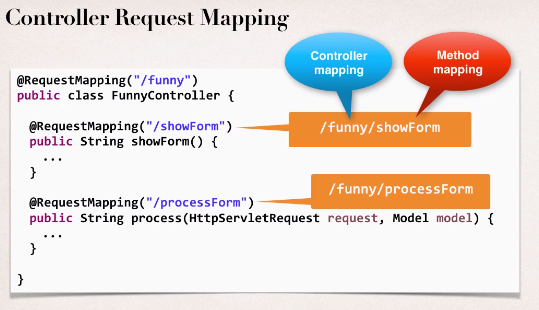 Controller Request Mapping
Controller
mapping
Method
mapping
@RequestMapping("/funny")
public class FunnyController {
@RequestMapping("/showForm")
/funny/showForm
public String showForm() {
...
}
/funny/processForm
@RequestMapping("/processForm")
public String process(HttpServletRequest request, Model model) {
...
}
}